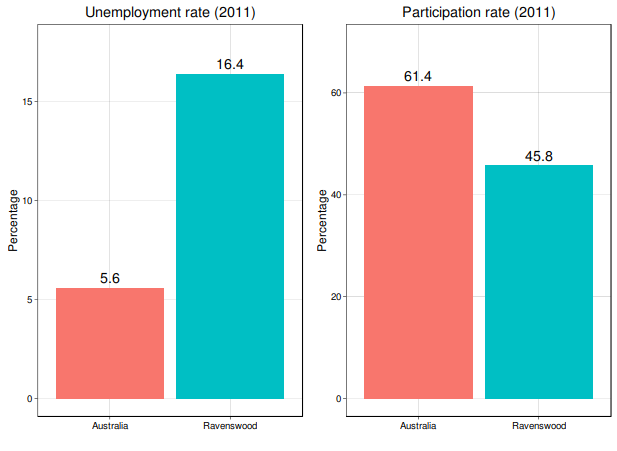 Unemployment rate (2011)
Percentage
15
10
5
0
5.6
16.4
Australia
Ravenswood
Participation rate (2011)
Percentage
60
40
20
0
61.4
45.8
Australia
Ravenswood